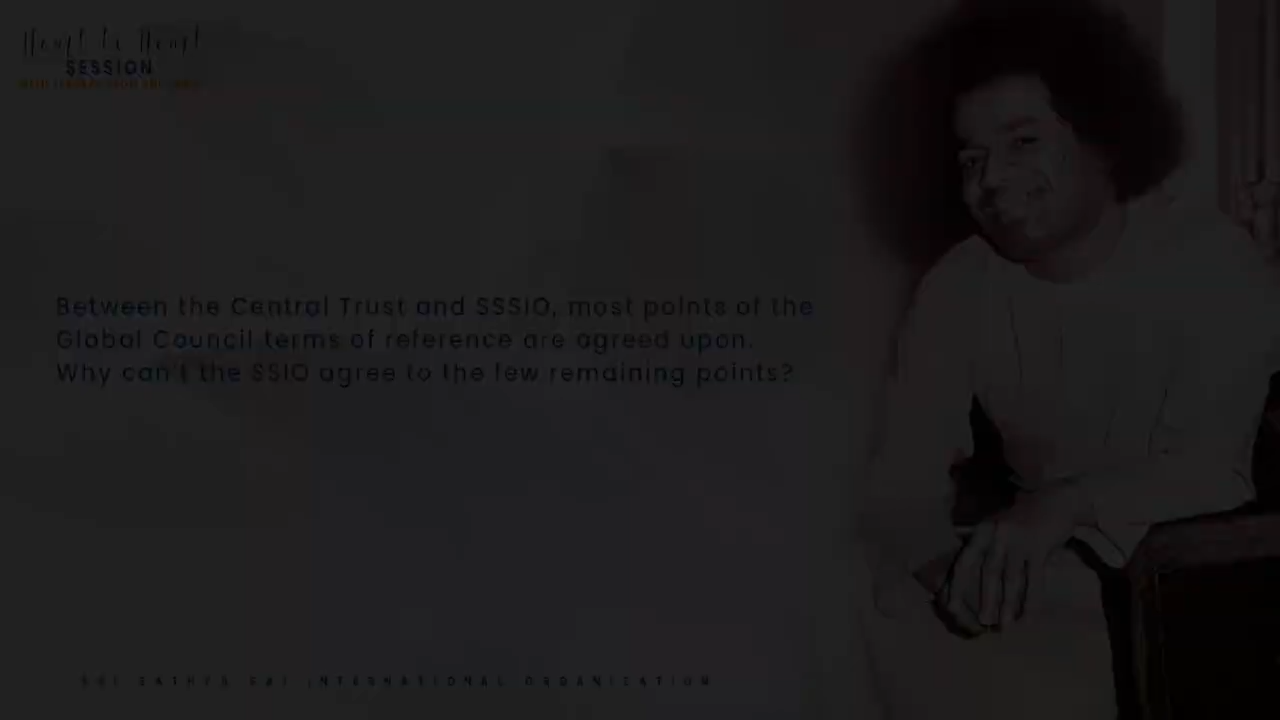 Heart to Heart
SESSION
Between the Central Trust and SSSIO, most points of the
Global Council terms of reference are agreed upon.
Why can't the SSIO agree to the few remaining points?
SRI SATHYA SAI INTERNATIONAL ORGANISATION